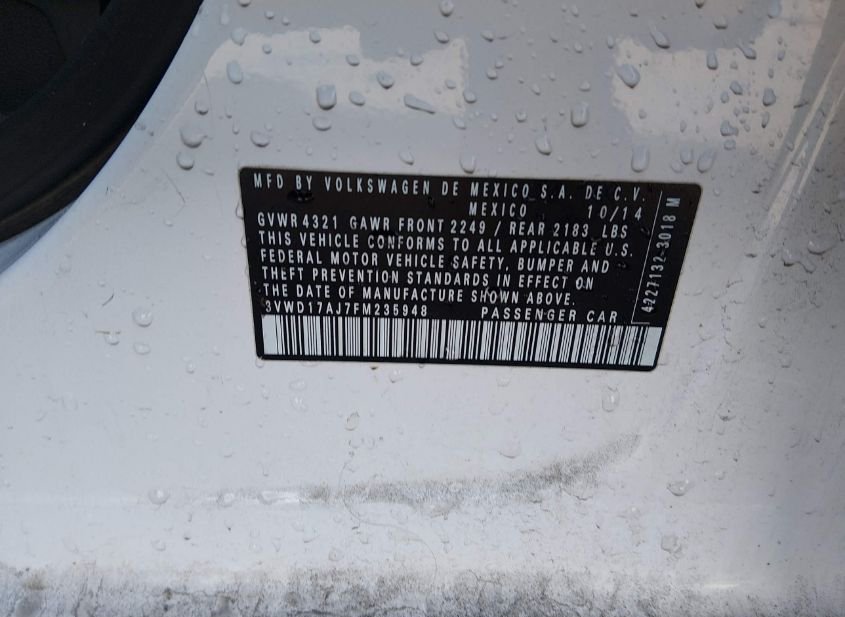 MFD BY VOLKSWAGEN DE MEXICO S.A. DE C.V.
MEXICO 10/14
GVWR 4321 GAWR FRONT 2249 / REAR 2183 LBS
THIS VEHICLE CONFORMS TO ALL APPLICABLE U.S.
FEDERAL MOTOR VEHICLE SAFETY, BUMPER AND
THEFT PREVENTION STANDARDS IN EFFECT ON
THE DATE OF MANUFACTURE SHOWN ABOVE.
3VWD17AJ7FM235948 PASSENGER CAR
4227132-3018 M